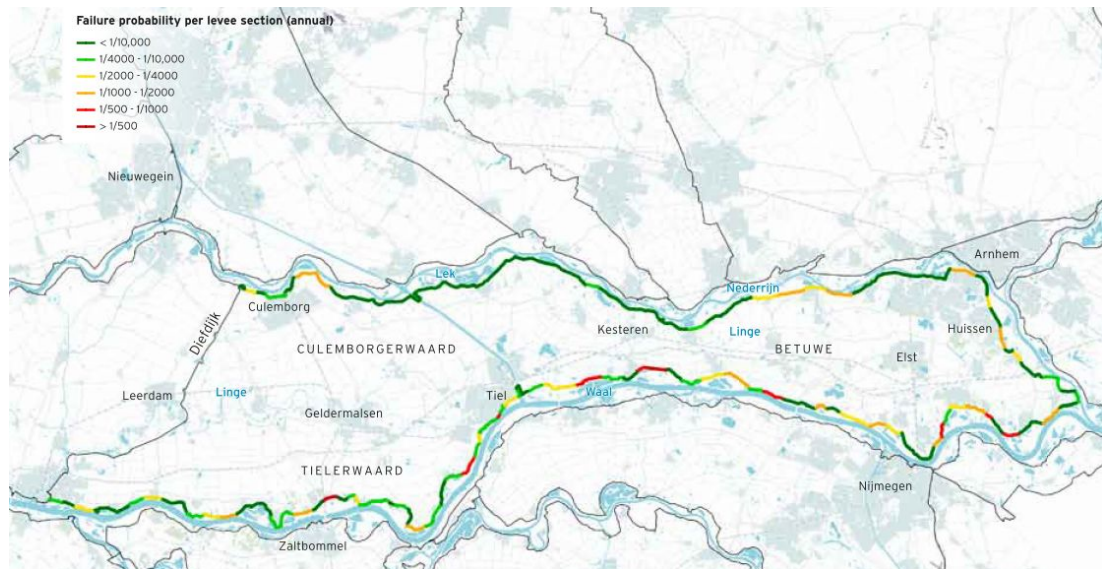 Failure probability per levee section (annual)
< 1/10,000
1/4000 - 1/10,000
1/2000 - 1/4000
1/1000 - 1/2000
1/500 - 1/1000
> 1/500
Nieuwegein
Arnhem
Lek
Nederrijn
Culemborg
Kesteren
Linge
Huissen
Diefdijk
CULEMBORGERWAARD
BETUWE
Elst
Leerdam
Linge
Tiel
Waal
Geldermalsen
TIELERWAARD
Nijmegen
Zaltbommel